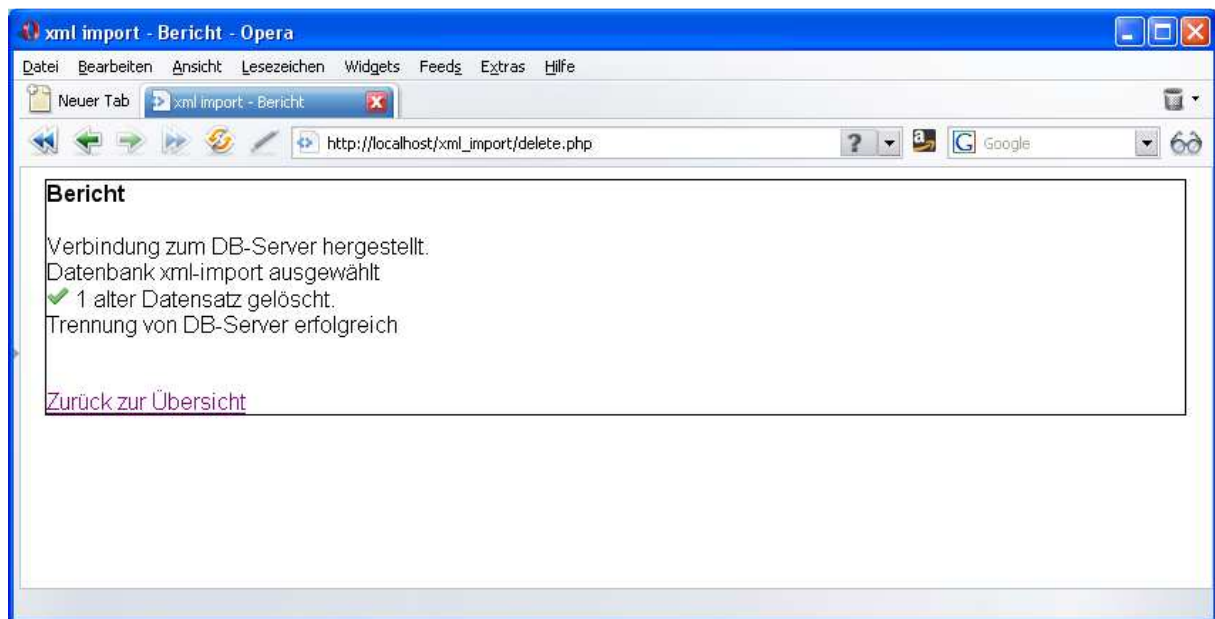 xml import - Bericht - Opera
Datei Bearbeiten Ansicht Lesezeichen Widgets Feeds Extras Hilfe
Neuer Tab xml import - Bericht
http://localhost/xml_import/delete.php ? a G Google
Bericht
Verbindung zum DB-Server hergestellt.
Datenbank xml-import ausgewählt
1 alter Datensatz gelöscht.
Trennung von DB-Server erfolgreich
Zurück zur Übersicht